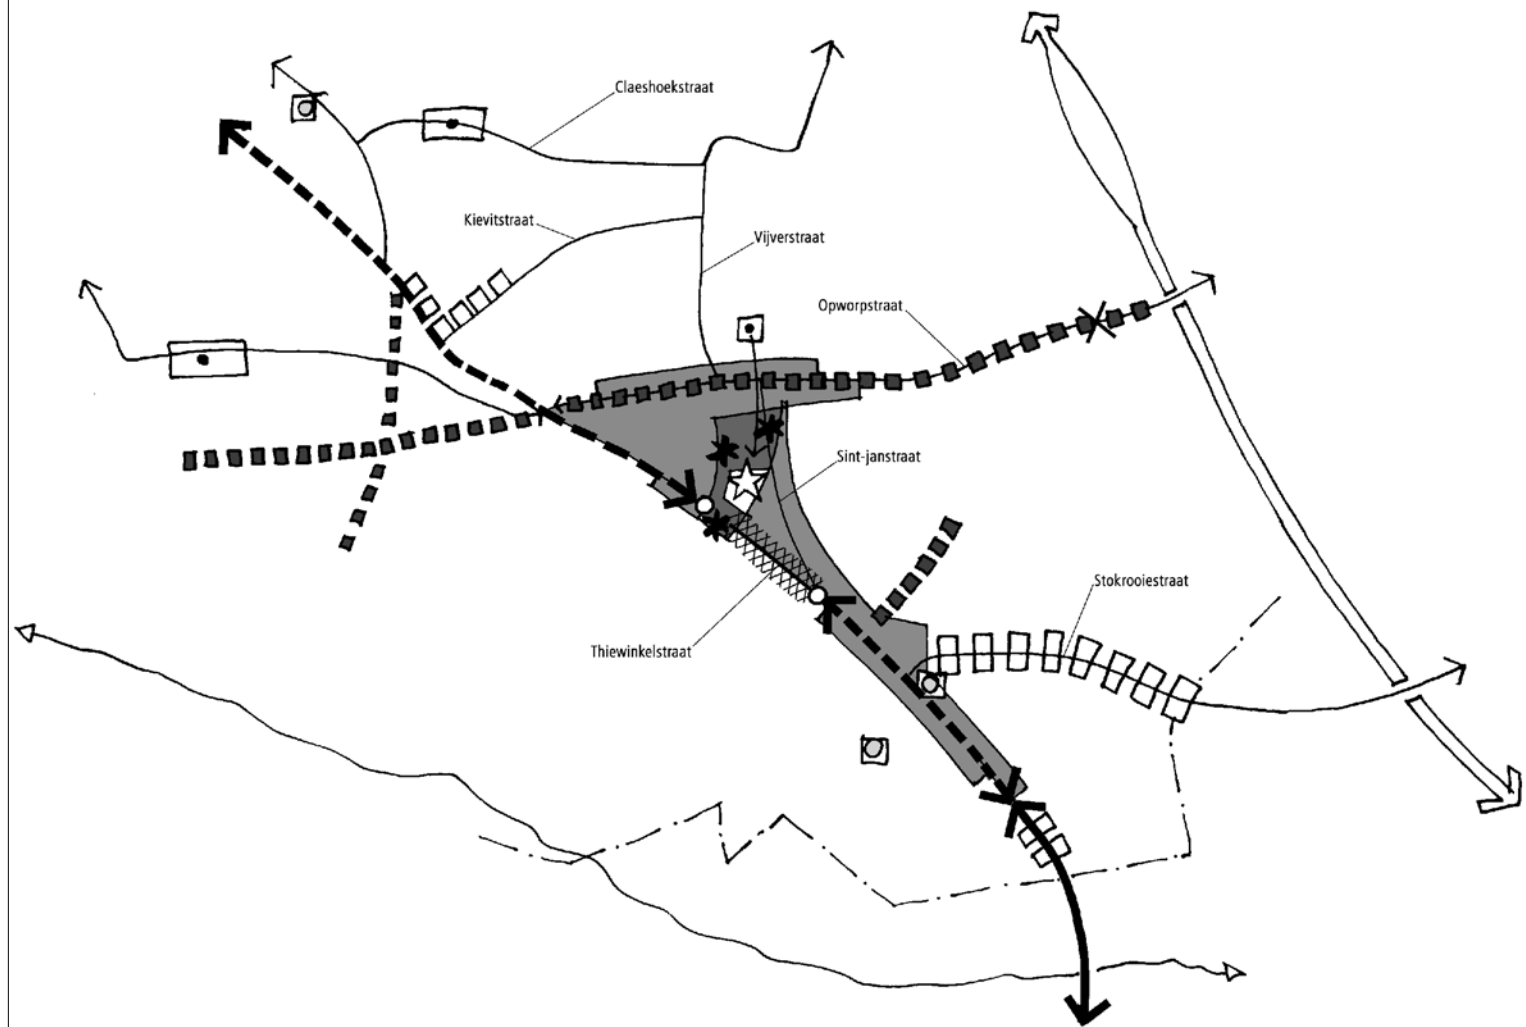 Claeshoekstraat
Kievitstraat
Vijverstraat
Opworpstraat
Sint-janstraat
Stokrooiestraat
Thiewinkelstraat